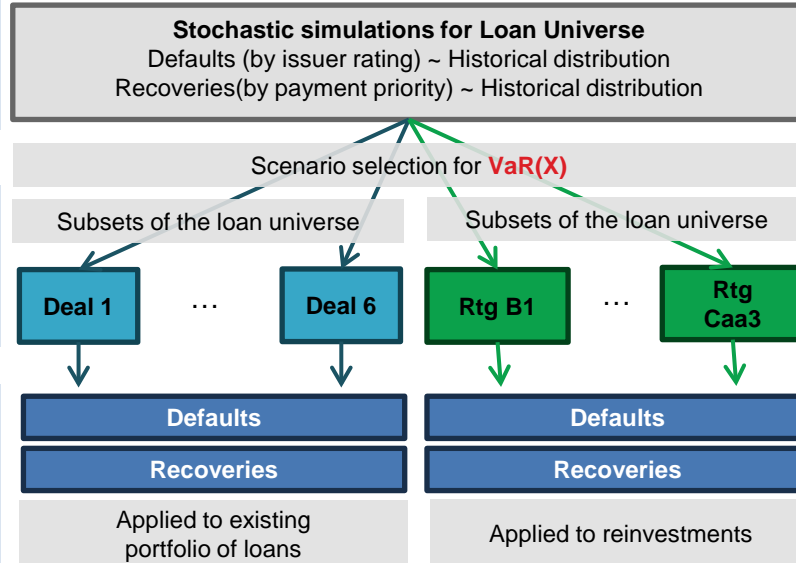 Stochastic simulations for Loan Universe
Defaults (by issuer rating) ~ Historical distribution
Recoveries(by payment priority) ~ Historical distribution
Scenario selection for VaR(X)
Subsets of the loan universe
Subsets of the loan universe
Deal 1
...
Deal 6
Rtg B1
...
Rtg
Caa3
Defaults
Defaults
Recoveries
Recoveries
Applied to existing
portfolio of loans
Applied to reinvestments